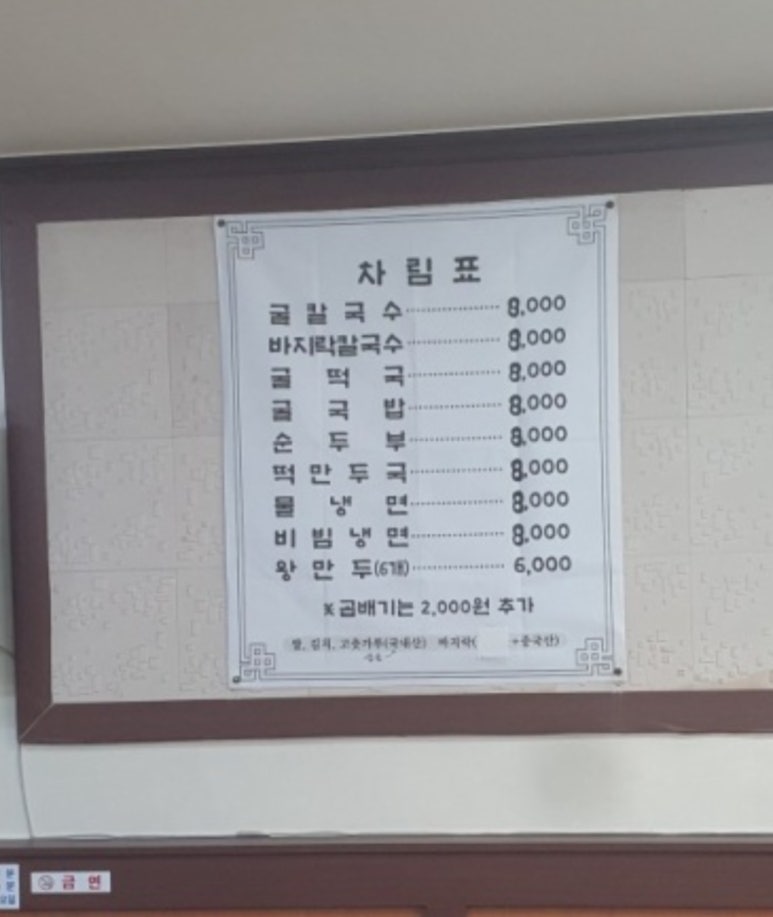 차림표
굴칼국수 8,000
바지락칼국수 8,000
굴떡국 8,000
굴국밥 8,000
순두부 8,000
떡만두국 8,000
물냉면 8,000
비빔냉면 8,000
왕만두(6개) 6,000
※곱배기는 2,000원 추가
쌀, 김치, 고춧가루(국내산) 바지락( +중국산)
금연